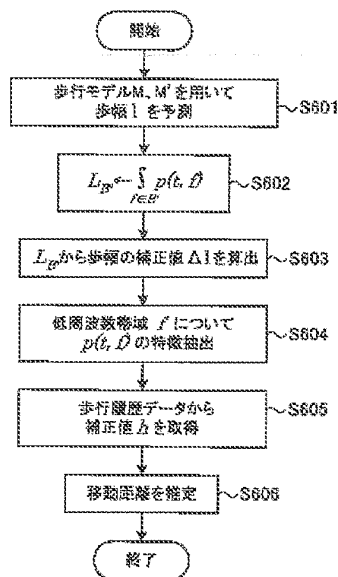 開始
歩行モデルM、M'を用いて
歩幅lを予測
S601
L_B'← ∫ p(t, f)
f∈B'
S602
L_B'から歩幅の補正値Δlを算出
S603
低周波数帯域 f について
p(t, f)の特徴抽出
S604
歩行履歴データから
補正値hを取得
S605
移動距離を推定
S606
終了